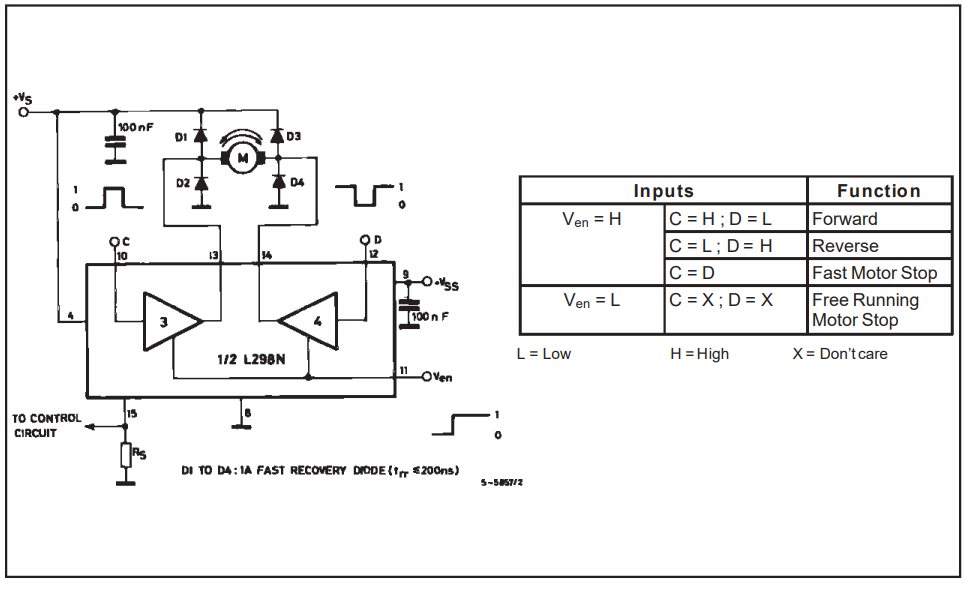 +Vs
100nF
D1
D3
M
D2
D4
1
0
1
0
C
D
10
13
14
12
9
+VSS
4
3
4
100 n F
1/2 L298N
11
Ven
15
8
1
0
TO CONTROL
CIRCUIT
RS
D1 TO D4 : 1A FAST RECOVERY DIODE (trr ≤200ns)
S-5857/2
Inputs Function
Ven = H C = H ; D = L Forward
C = L ; D = H Reverse
C = D Fast Motor Stop
Ven = L C = X ; D = X Free Running
Motor Stop
L = Low H = High X = Don't care